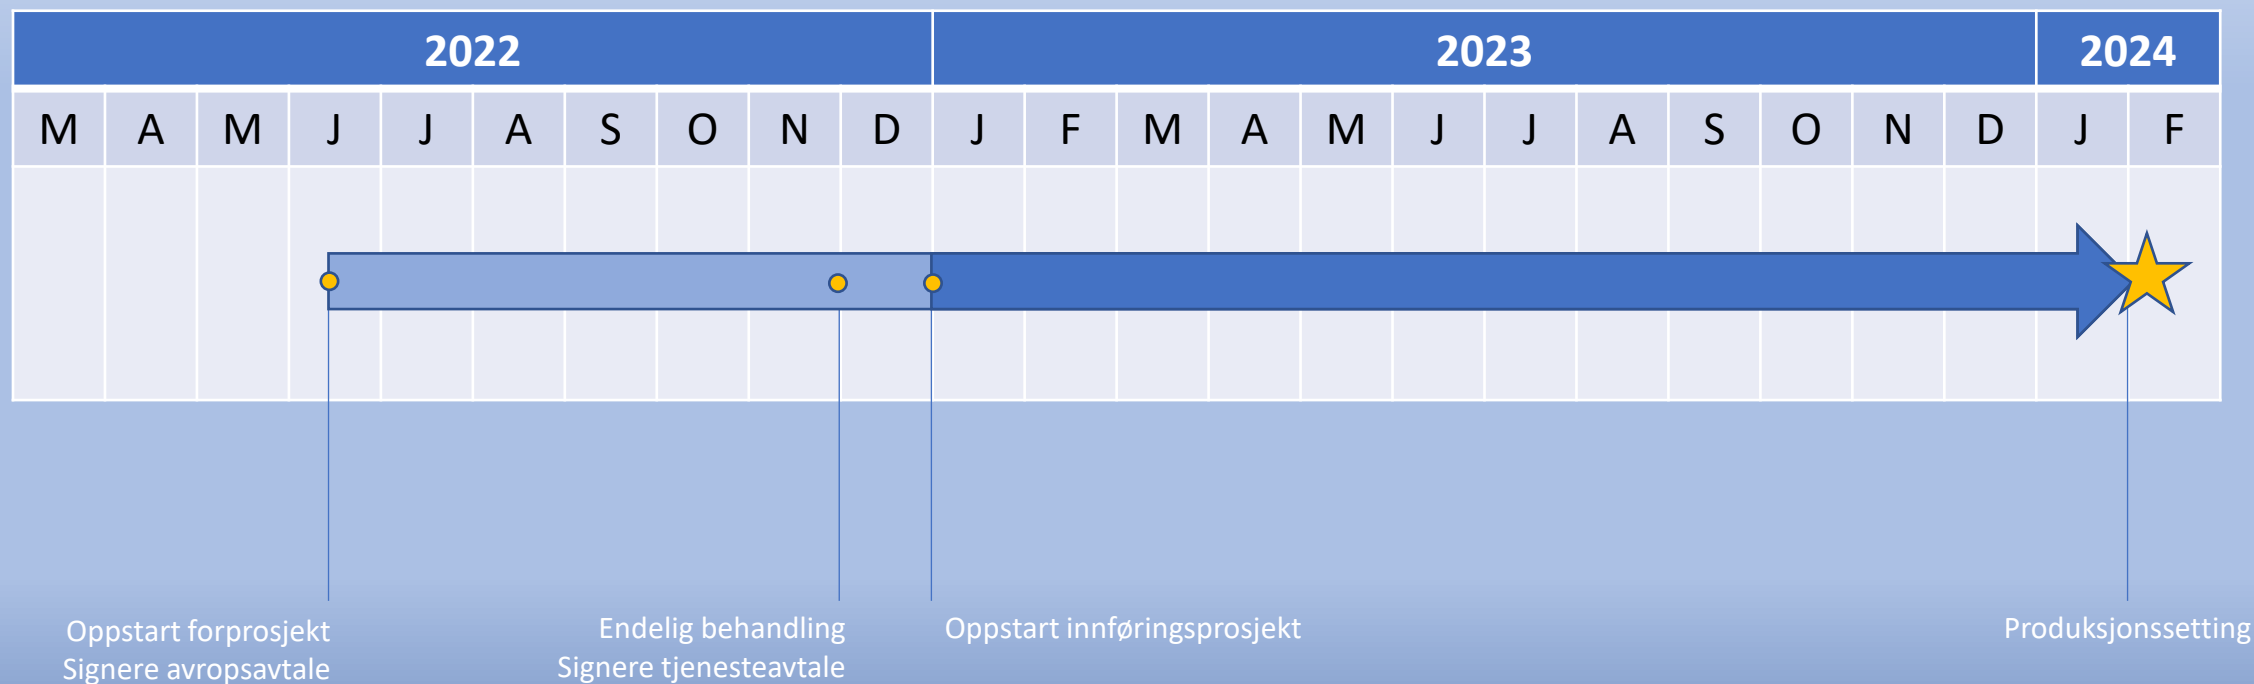 2022 2023 2024
M A M J J A S O N D J F M A M J J A S O N D J F
Oppstart forprosjekt
Signere avropsavtale
Endelig behandling
Signere tjenesteavtale
Oppstart innføringsprosjekt
Produksjonssetting